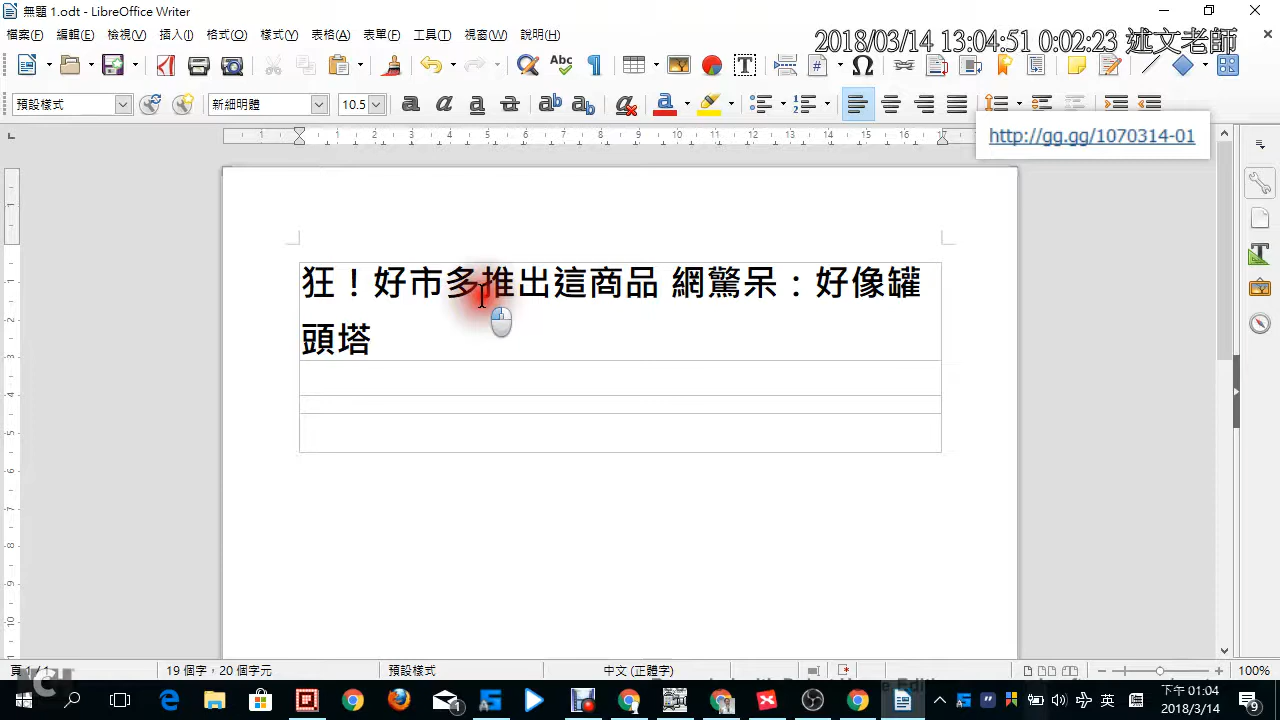 無題 1.odt - LibreOffice Writer
檔案(F) 編輯(E) 檢視(V) 插入(I) 格式(O) 樣式(Y) 表格(A) 表單(F) 工具(T) 視窗(W) 說明(H)
2018/03/14 13:04:51 0:02:23 述文老師
預設樣式 新細明體 10.5
http://gg.gg/1070314-01
狂！好市多推出這商品 網驚呆：好像罐
頭塔
頁 1 / 1 19 個字，20 個字元 預設樣式 中文 (正體字) 100%
下午 01:04
英
2018/3/14